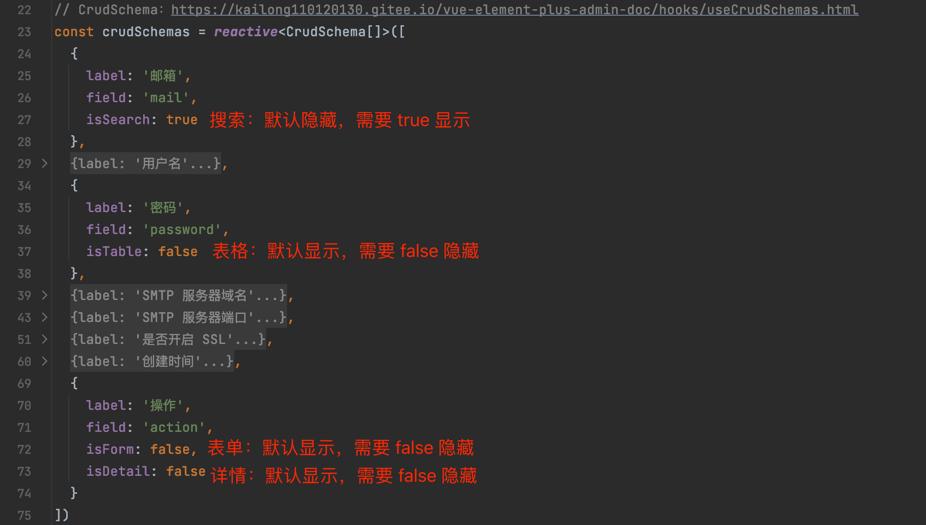 22 // CrudSchema: https://kailong110120130.gitee.io/vue-element-plus-admin-doc/hooks/useCrudSchemas.html
23 const crudSchemas = reactive<CrudSchema[]>([
24 {
25 label: '邮箱',
26 field: 'mail',
27 isSearch: true 搜索：默认隐藏，需要 true 显示
28 },
29 {label: '用户名'...},
34 {
35 label: '密码',
36 field: 'password',
37 isTable: false 表格：默认显示，需要 false 隐藏
38 },
39 {label: 'SMTP 服务器域名'...},
43 {label: 'SMTP 服务器端口'...},
51 {label: '是否开启 SSL'...},
60 {label: '创建时间'...},
69 {
70 label: '操作',
71 field: 'action',
72 isForm: false, 表单：默认显示，需要 false 隐藏
73 isDetail: false 详情：默认显示，需要 false 隐藏
74 }
75 ])